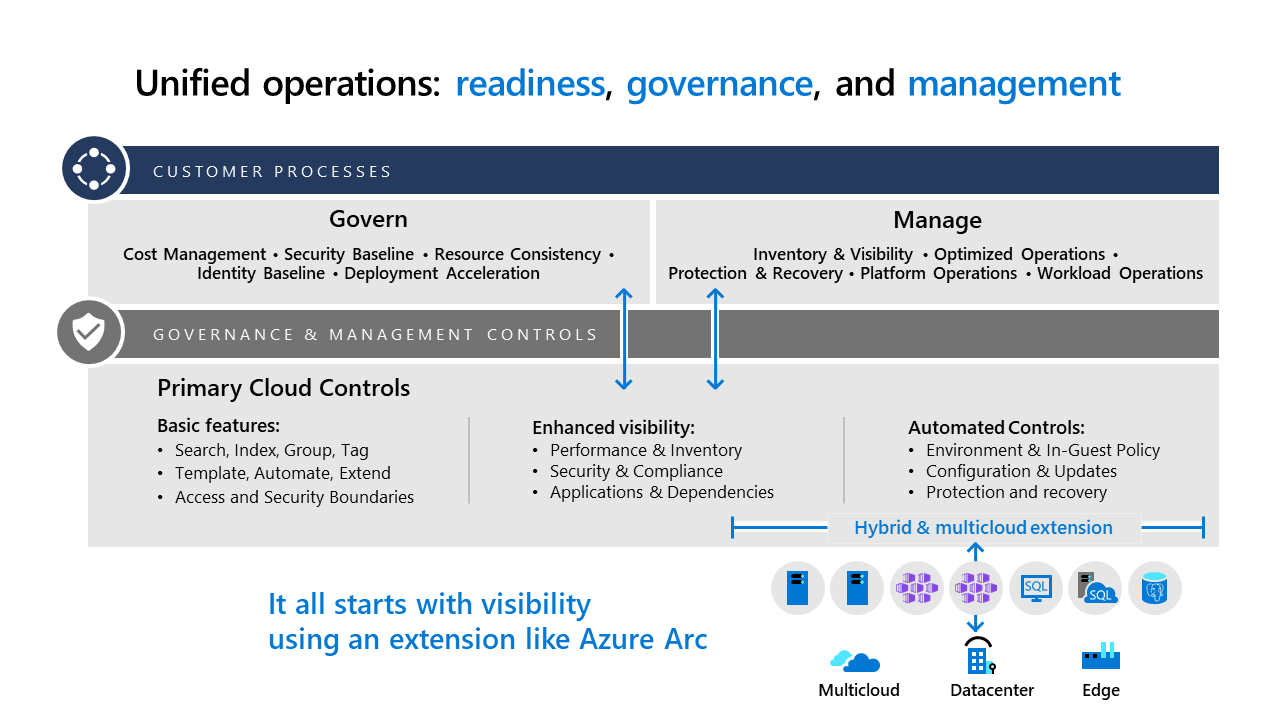 Unified operations: readiness, governance, and management
CUSTOMER PROCESSES
Govern
Cost Management • Security Baseline • Resource Consistency •
Identity Baseline • Deployment Acceleration
Manage
Inventory & Visibility • Optimized Operations •
Protection & Recovery • Platform Operations • Workload Operations
GOVERNANCE & MANAGEMENT CONTROLS
Primary Cloud Controls
Basic features:
• Search, Index, Group, Tag
• Template, Automate, Extend
• Access and Security Boundaries
Enhanced visibility:
• Performance & Inventory
• Security & Compliance
• Applications & Dependencies
Automated Controls:
• Environment & In-Guest Policy
• Configuration & Updates
• Protection and recovery
Hybrid & multicloud extension
SQL
SQL
It all starts with visibility
using an extension like Azure Arc
Multicloud
Datacenter
Edge